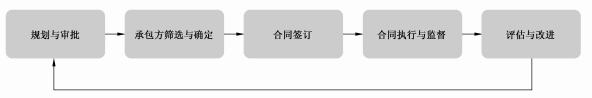 规划与审批
承包方筛选与确定
合同签订
合同执行与监督
评估与改进